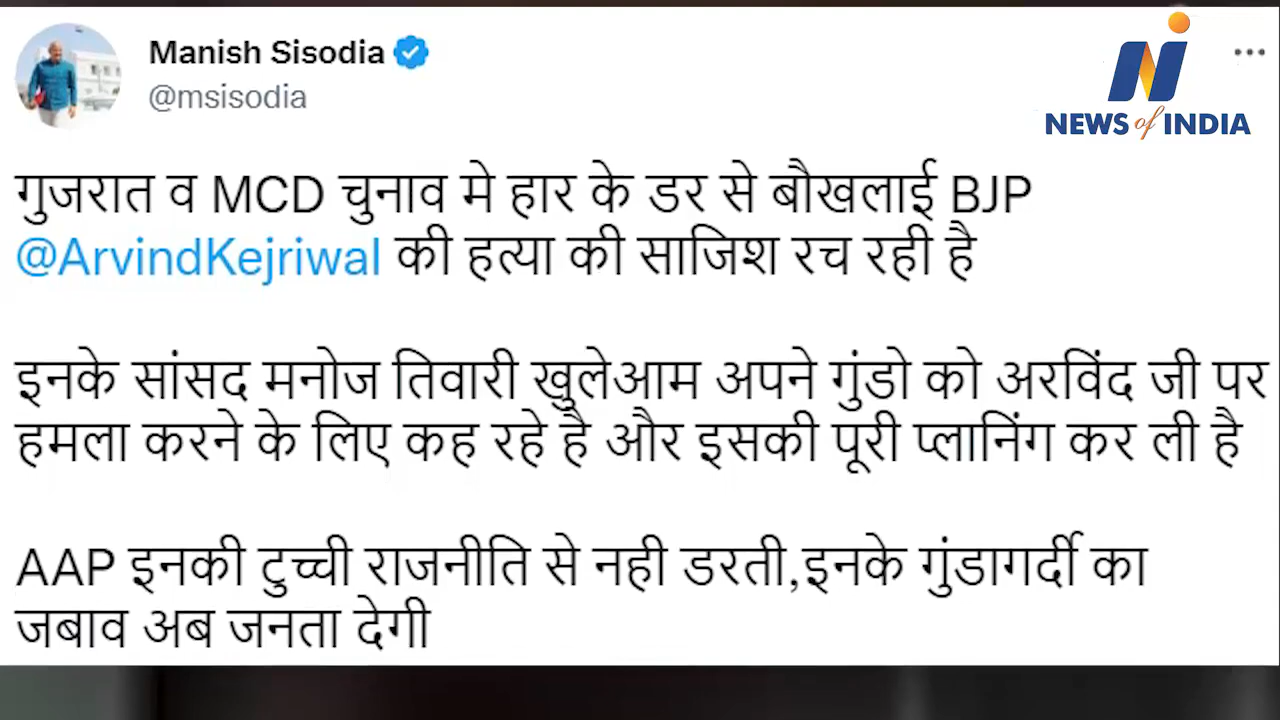 Manish Sisodia
@msisodia
NEWS of INDIA
गुजरात व MCD चुनाव मे हार के डर से बौखलाई BJP
@ArvindKejriwal की हत्या की साजिश रच रही है
इनके सांसद मनोज तिवारी खुलेआम अपने गुंडो को अरविंद जी पर
हमला करने के लिए कह रहे है और इसकी पूरी प्लानिंग कर ली है
AAP इनकी टुच्ची राजनीति से नही डरती,इनके गुंडागर्दी का
जबाव अब जनता देगी